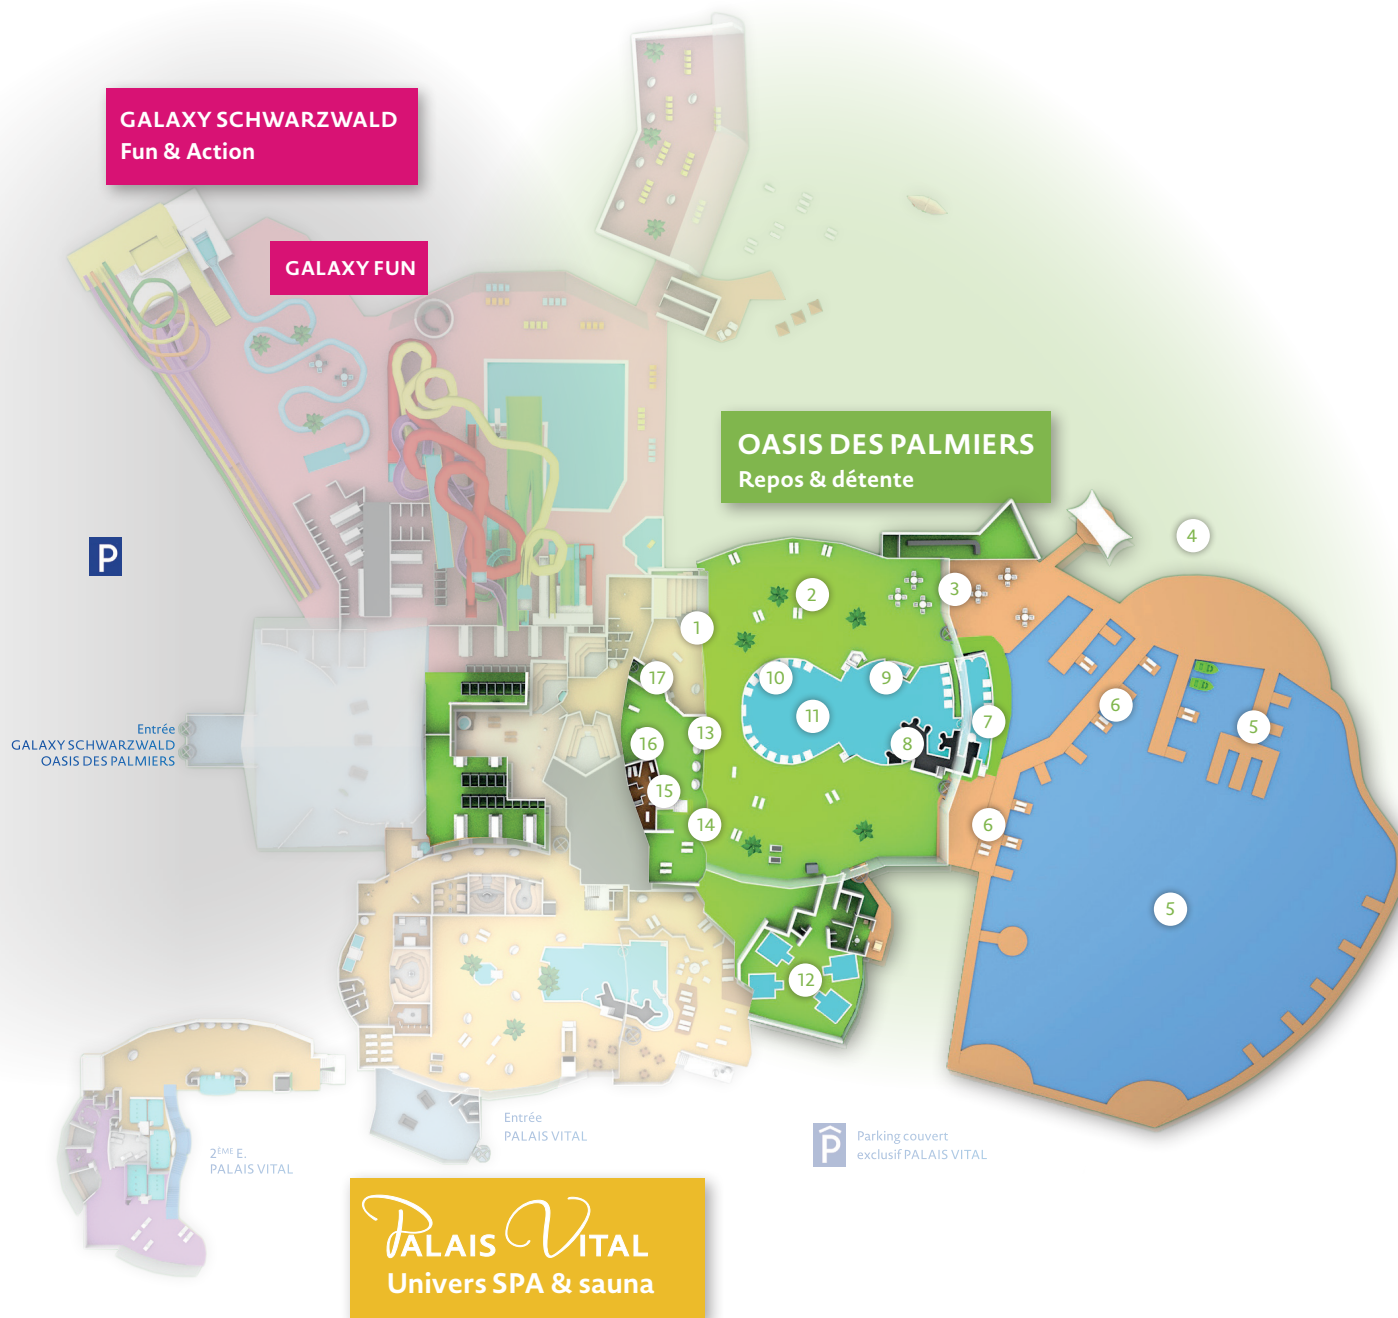 GALAXY SCHWARZWALD
Fun & Action
GALAXY FUN
OASIS DES PALMIERS
Repos & détente
P
4
3
2
1
17
10
9
6
11
7
5
13
16
8
15
14
6
5
12
Entrée
GALAXY SCHWARZWALD
OASIS DES PALMIERS
Entrée
PALAIS VITAL
2ÈME E.
PALAIS VITAL
P
Parking couvert
exclusif PALAIS VITAL
PALAIS VITAL
Univers SPA & sauna